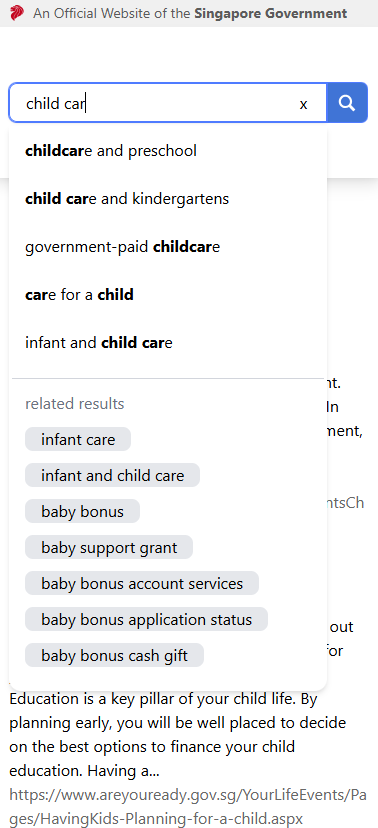 An Official Website of the Singapore Government
child car
x
childcare and preschool
child care and kindergartens
government-paid childcare
care for a child
infant and child care
related results
infant care
infant and child care
baby bonus
baby support grant
baby bonus account services
baby bonus application status
baby bonus cash gift
In
out
for
Education is a key pillar of your child life. By
planning early, you will be well placed to decide
on the best options to finance your child
education. Having a...
https://www.areyouready.gov.sg/YourLifeEvents/Pa
ges/HavingKids-Planning-for-a-child.aspx